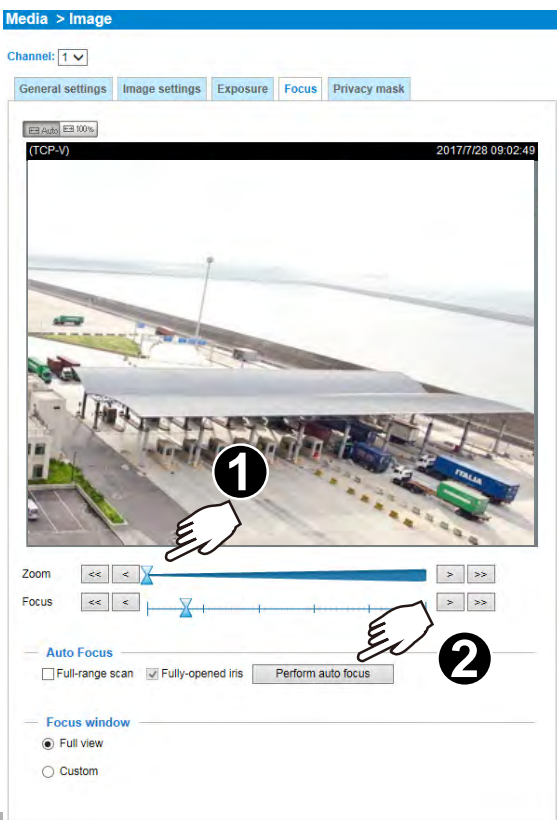 Media > Image
Channel: 1
General settings Image settings Exposure Focus Privacy mask
Auto 100%
(TCP-V) 2017/7/28 09:02:49
ITALIA
1
Zoom << < > >>
Focus << < > >>
2
Auto Focus
Full-range scan Fully-opened iris Perform auto focus
Focus window
Full view
Custom